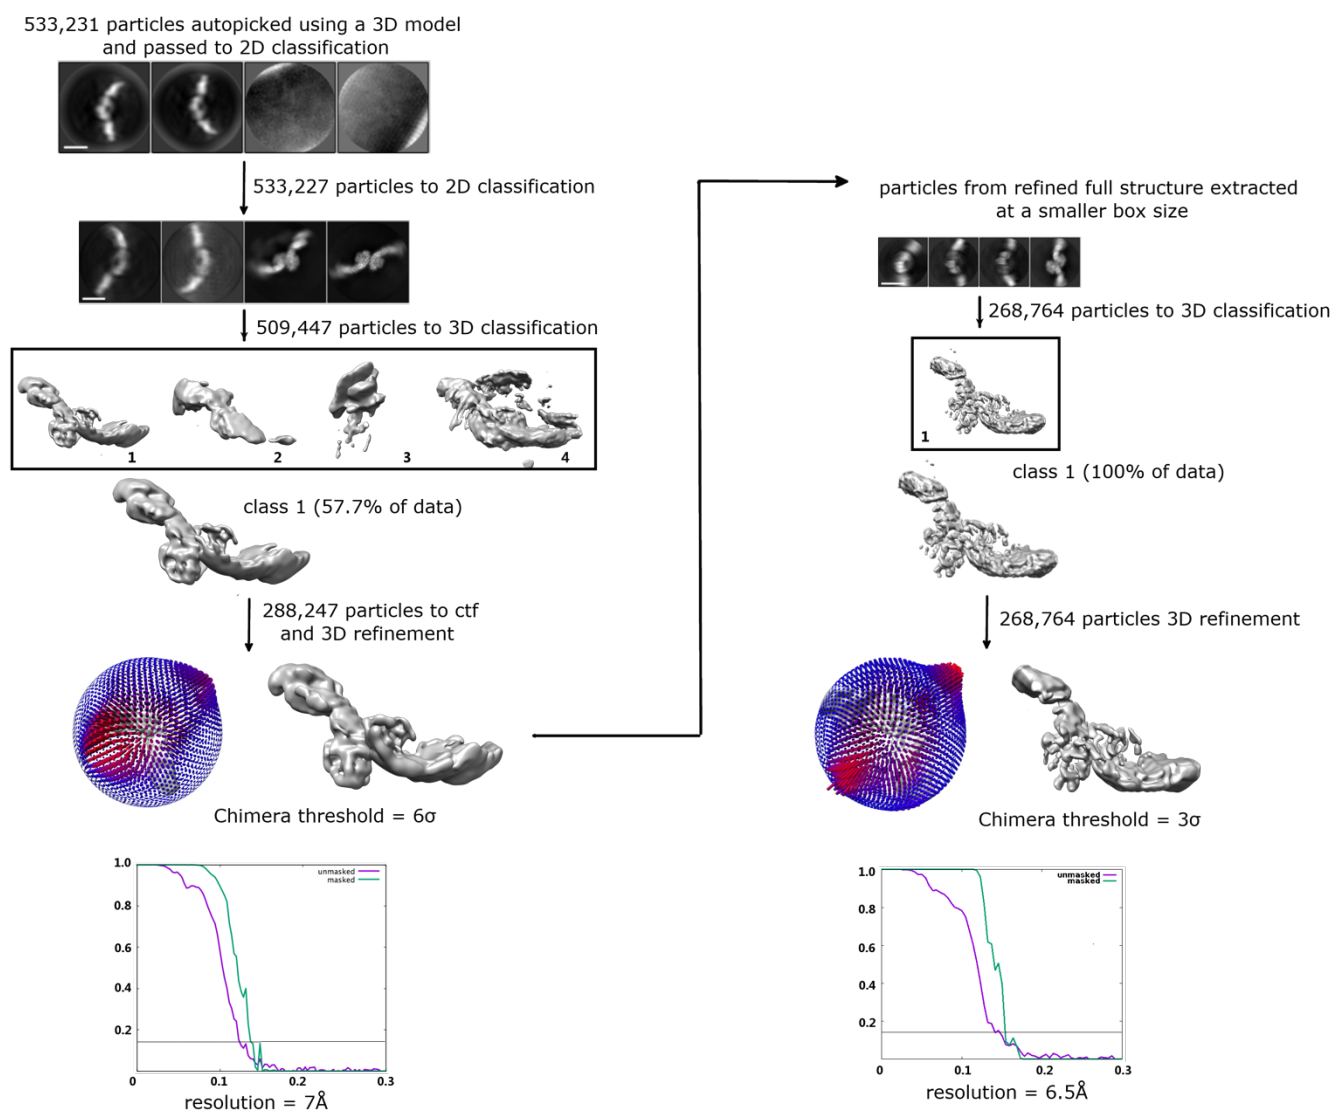 533,231 particles autopicked using a 3D model
and passed to 2D classification
533,227 particles to 2D classification
509,447 particles to 3D classification
1
2
3
4
class 1 (57.7% of data)
288,247 particles to ctf
and 3D refinement
Chimera threshold = 6σ
1.0
0.8
0.6
0.4
0.2
unmasked
masked
0
0.1
0.2
0.3
resolution = 7Å
particles from refined full structure extracted
at a smaller box size
268,764 particles to 3D classification
1
class 1 (100% of data)
268,764 particles 3D refinement
Chimera threshold = 3σ
1.0
0.8
0.6
0.4
0.2
unmasked
masked
0
0.1
0.2
0.3
resolution = 6.5Å